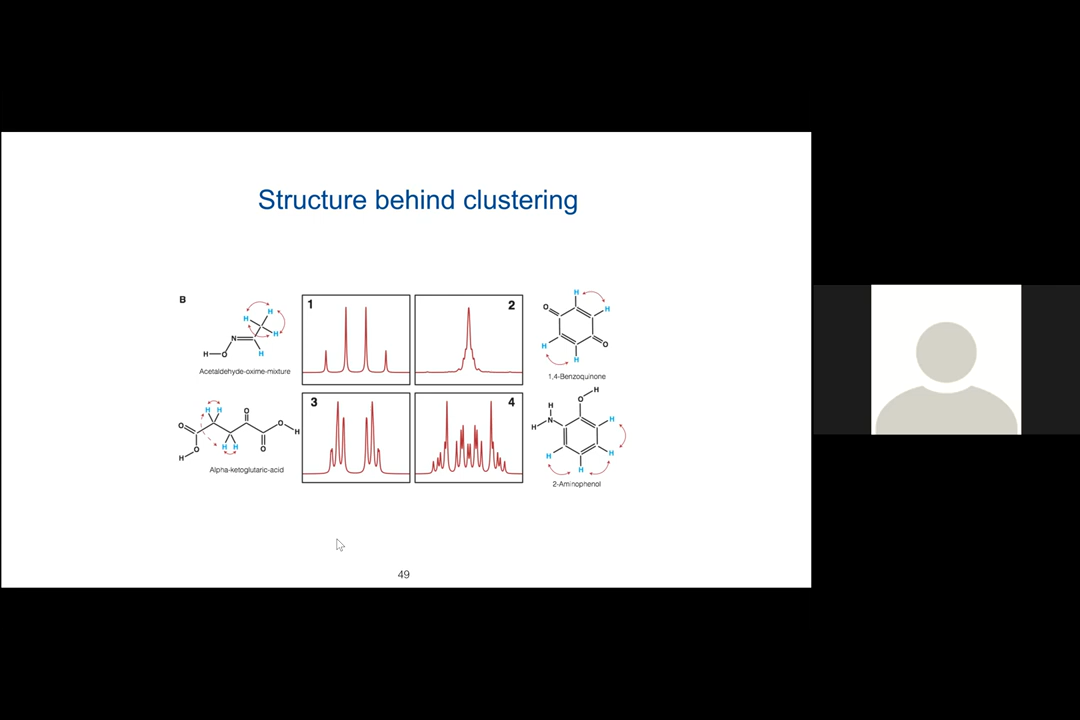 Structure behind clustering
B
1
2
3
4
H
H
H
H
N
H
O
Acetaldehyde-oxime-mixture
H
H
O
O
H
O
O
H
H
O
H
Alpha-ketoglutaric-acid
H
H
O
O
H
H
1,4-Benzoquinone
H
O
H
N
H
H
H
H
H
2-Aminophenol
49